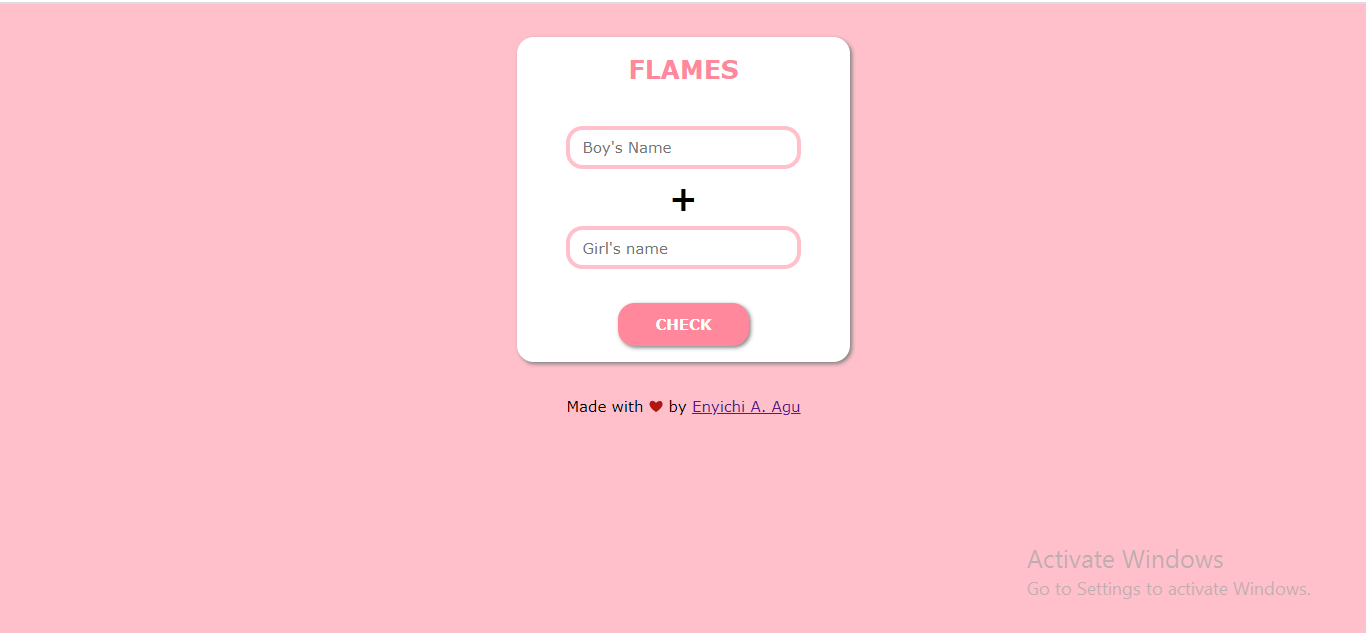 FLAMES
Boy's Name
+
Girl's name
CHECK
Made with ❤ by Enyichi A. Agu
Activate Windows
Go to Settings to activate Windows.